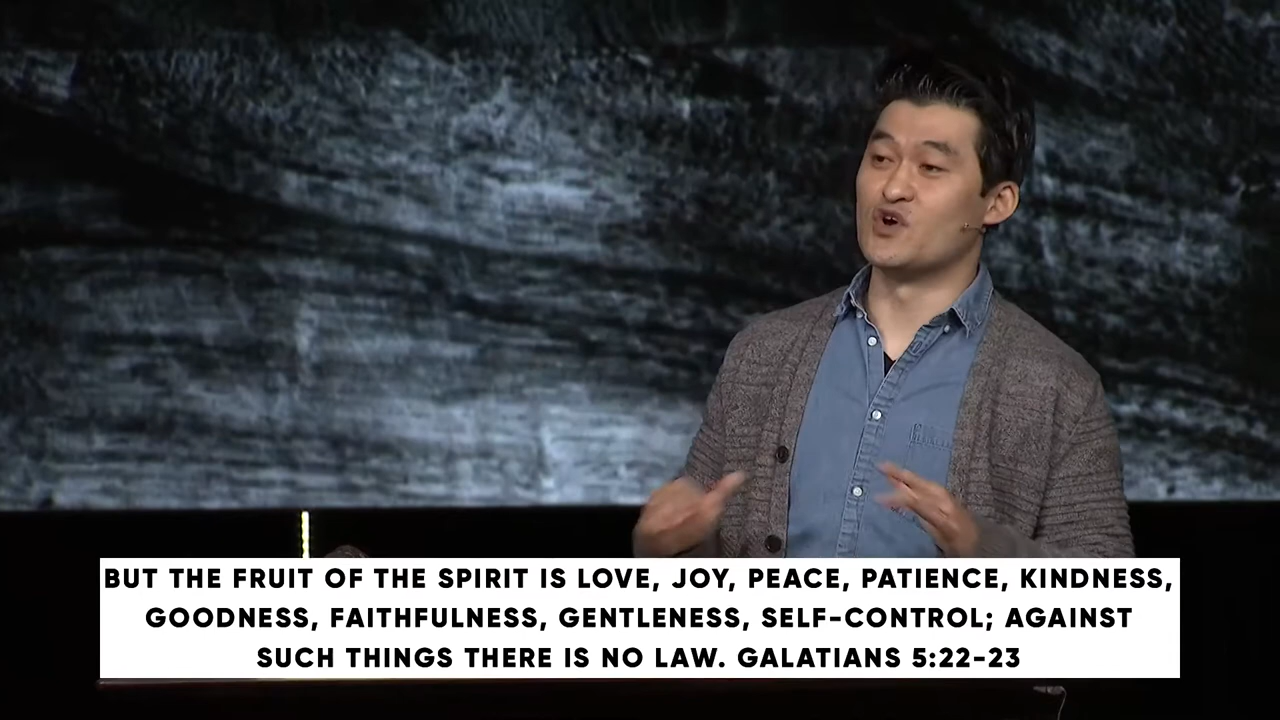 BUT THE FRUIT OF THE SPIRIT IS LOVE, JOY, PEACE, PATIENCE, KINDNESS,
GOODNESS, FAITHFULNESS, GENTLENESS, SELF-CONTROL; AGAINST
SUCH THINGS THERE IS NO LAW. GALATIANS 5:22-23